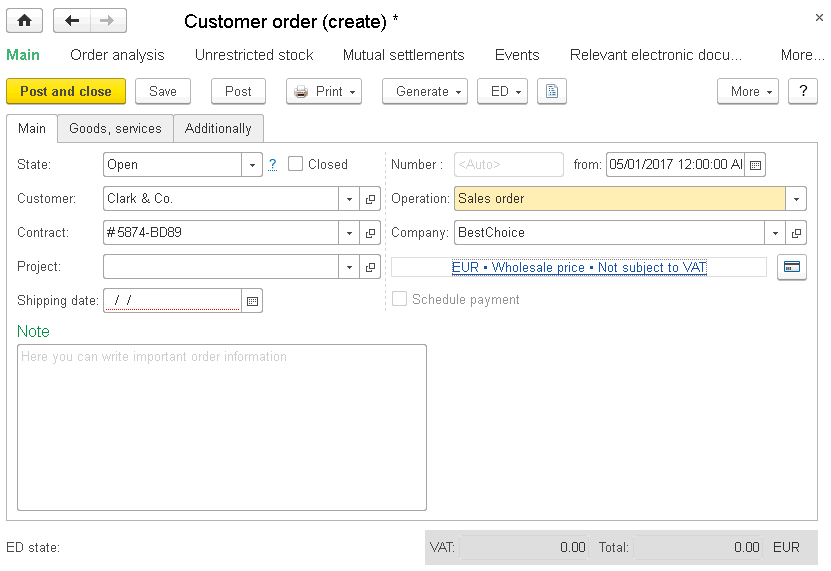 Customer order (create) *
Main Order analysis Unrestricted stock Mutual settlements Events Relevant electronic docu... More...
Post and close Save Post Print Generate ED More ?
Main Goods, services Additionally
State: Open ? Closed Number : <Auto> from: 05/01/2017 12:00:00 AI
Customer: Clark & Co. Operation: Sales order
Contract: #5874-BD89 Company: BestChoice
Project: EUR • Wholesale price • Not subject to VAT
Shipping date: / / Schedule payment
Note
Here you can write important order information
ED state: VAT: 0.00 Total: 0.00 EUR